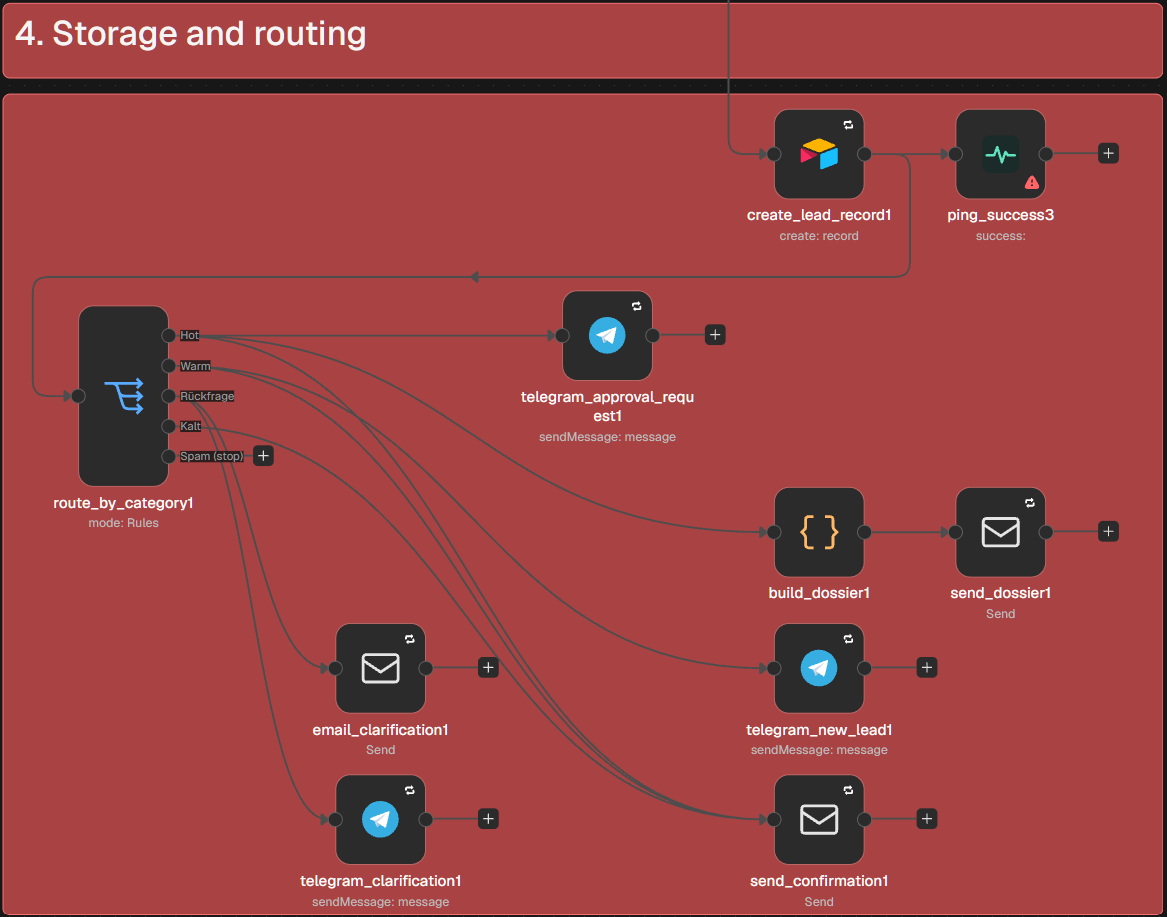 4. Storage and routing
create_lead_record1
create: record
ping_success3
success:
Hot
Warm
Rückfrage
Kalt
Spam (stop)
route_by_category1
mode: Rules
telegram_approval_requ
est1
sendMessage: message
build_dossier1
send_dossier1
Send
email_clarification1
Send
telegram_new_lead1
sendMessage: message
telegram_clarification1
sendMessage: message
send_confirmation1
Send